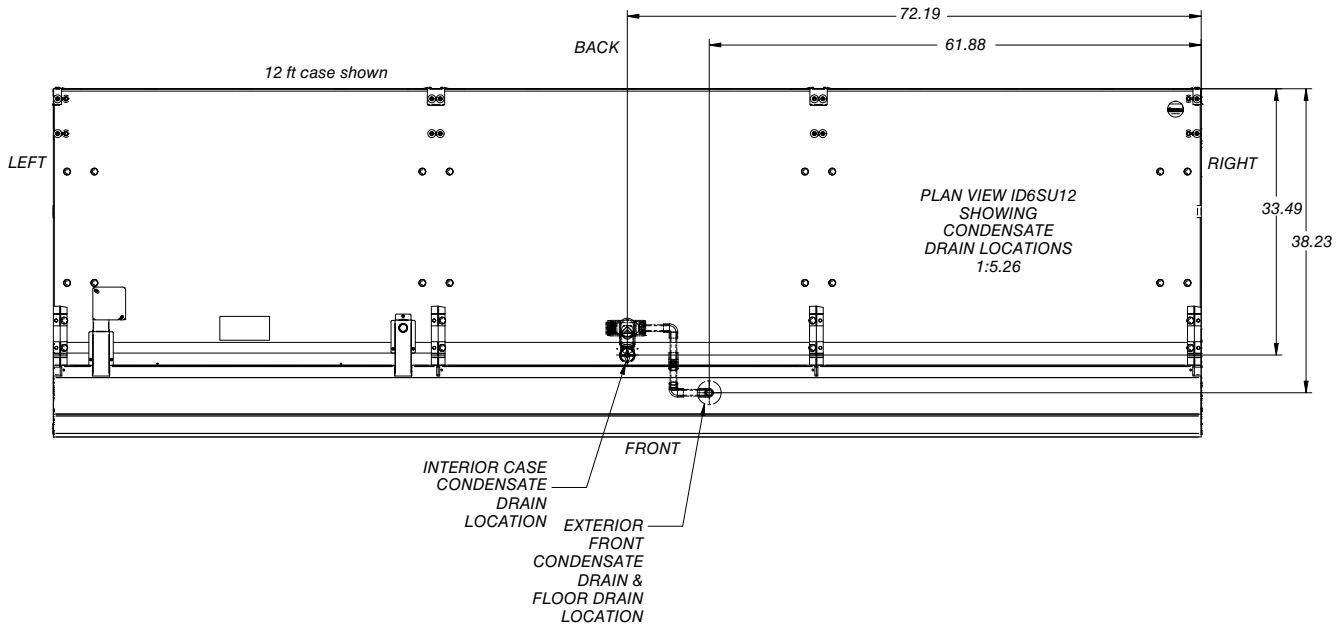 72.19
BACK
61.88
12 ft case shown
LEFT
RIGHT
PLAN VIEW ID6SU12
SHOWING
CONDENSATE
DRAIN LOCATIONS
1:5.26
33.49
38.23
FRONT
INTERIOR CASE
CONDENSATE
DRAIN
LOCATION
EXTERIOR
FRONT
CONDENSATE
DRAIN &
FLOOR DRAIN
LOCATION